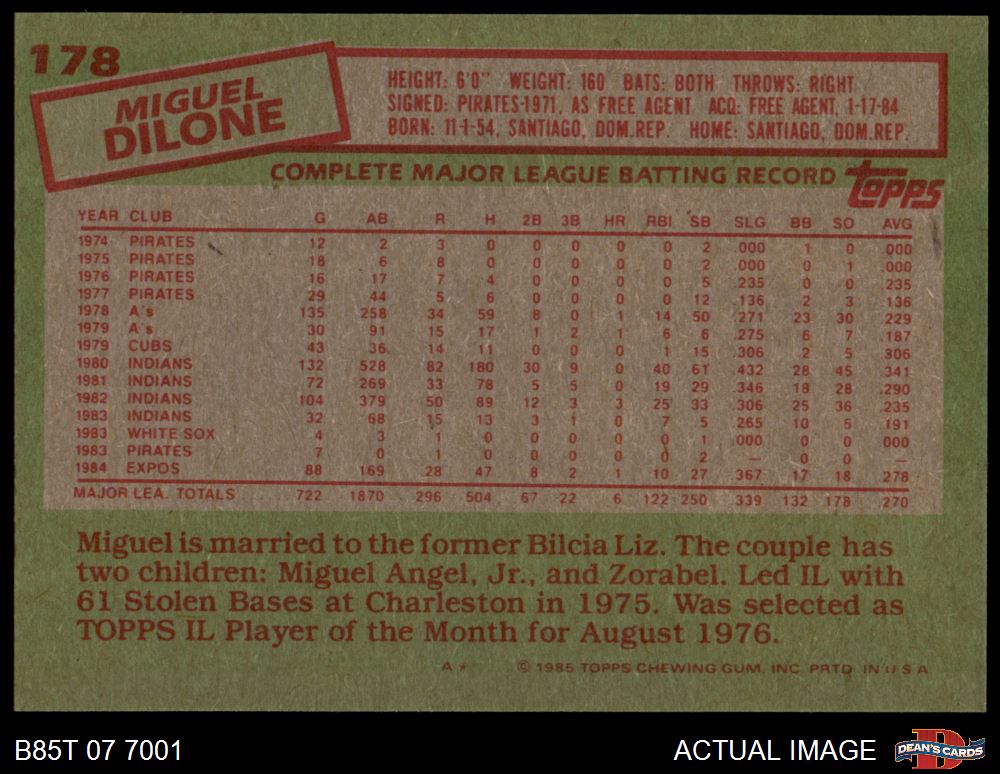 178
MIGUEL
DILONE
HEIGHT: 6'0" WEIGHT: 160 BATS: BOTH THROWS: RIGHT
SIGNED: PIRATES-1971, AS FREE AGENT ACQ: FREE AGENT, 1-17-84
BORN: 11-1-54, SANTIAGO, DOM.REP. HOME: SANTIAGO, DOM.REP.
COMPLETE MAJOR LEAGUE BATTING RECORD topps
YEAR CLUB G AB R H 2B 3B HR RBI SB SLG BB SO AVG
1974 PIRATES 12 2 3 0 0 0 0 0 2 .000 1 0 .000
1975 PIRATES 18 6 8 0 0 0 0 0 2 .000 0 1 .000
1976 PIRATES 16 17 7 4 0 0 0 0 5 .235 0 0 .235
1977 PIRATES 29 44 5 6 0 0 0 0 12 .136 2 3 .136
1978 A's 135 258 34 59 8 0 1 14 50 .271 23 30 .229
1979 A's 30 91 15 17 1 2 1 6 6 .275 6 7 .187
1979 CUBS 43 36 14 11 0 0 0 1 15 .306 2 5 .306
1980 INDIANS 132 528 82 180 30 9 0 40 61 .432 28 45 .341
1981 INDIANS 72 269 33 78 5 5 0 19 29 .346 18 28 .290
1982 INDIANS 104 379 50 89 12 3 3 25 33 .306 25 36 .235
1983 INDIANS 32 68 15 13 3 1 0 7 5 .265 10 5 .191
1983 WHITE SOX 4 3 1 0 0 0 0 0 1 .000 0 0 .000
1983 PIRATES 7 0 1 0 0 0 0 0 2 — 0 0 —
1984 EXPOS 88 169 28 47 8 2 1 10 27 .367 17 18 .278
MAJOR LEA. TOTALS 722 1870 296 504 67 22 6 122 250 .339 132 178 .270
Miguel is married to the former Bilcia Liz. The couple has
two children: Miguel Angel, Jr., and Zorabel. Led IL with
61 Stolen Bases at Charleston in 1975. Was selected as
TOPPS IL Player of the Month for August 1976.
A* © 1985 TOPPS CHEWING GUM, INC. PRTD. IN U.S.A.
B85T 07 7001 ACTUAL IMAGE DEAN'S CARDS